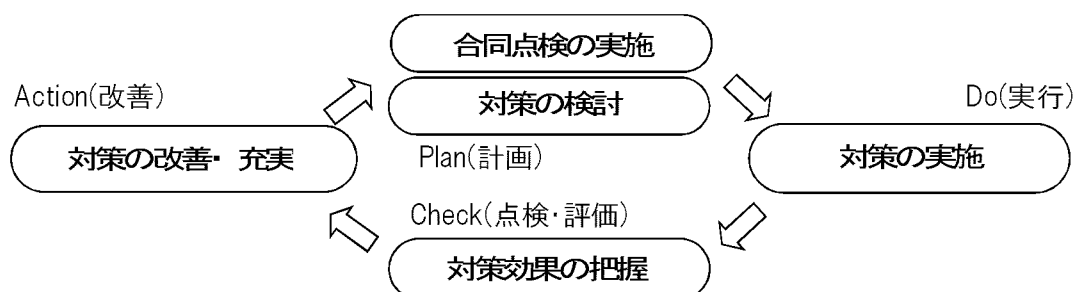 合同点検の実施
Action(改善)
対策の検討
Do(実行)
対策の改善・ 充実
Plan(計画)
対策の実施
Check(点検・評価)
対策効果の把握